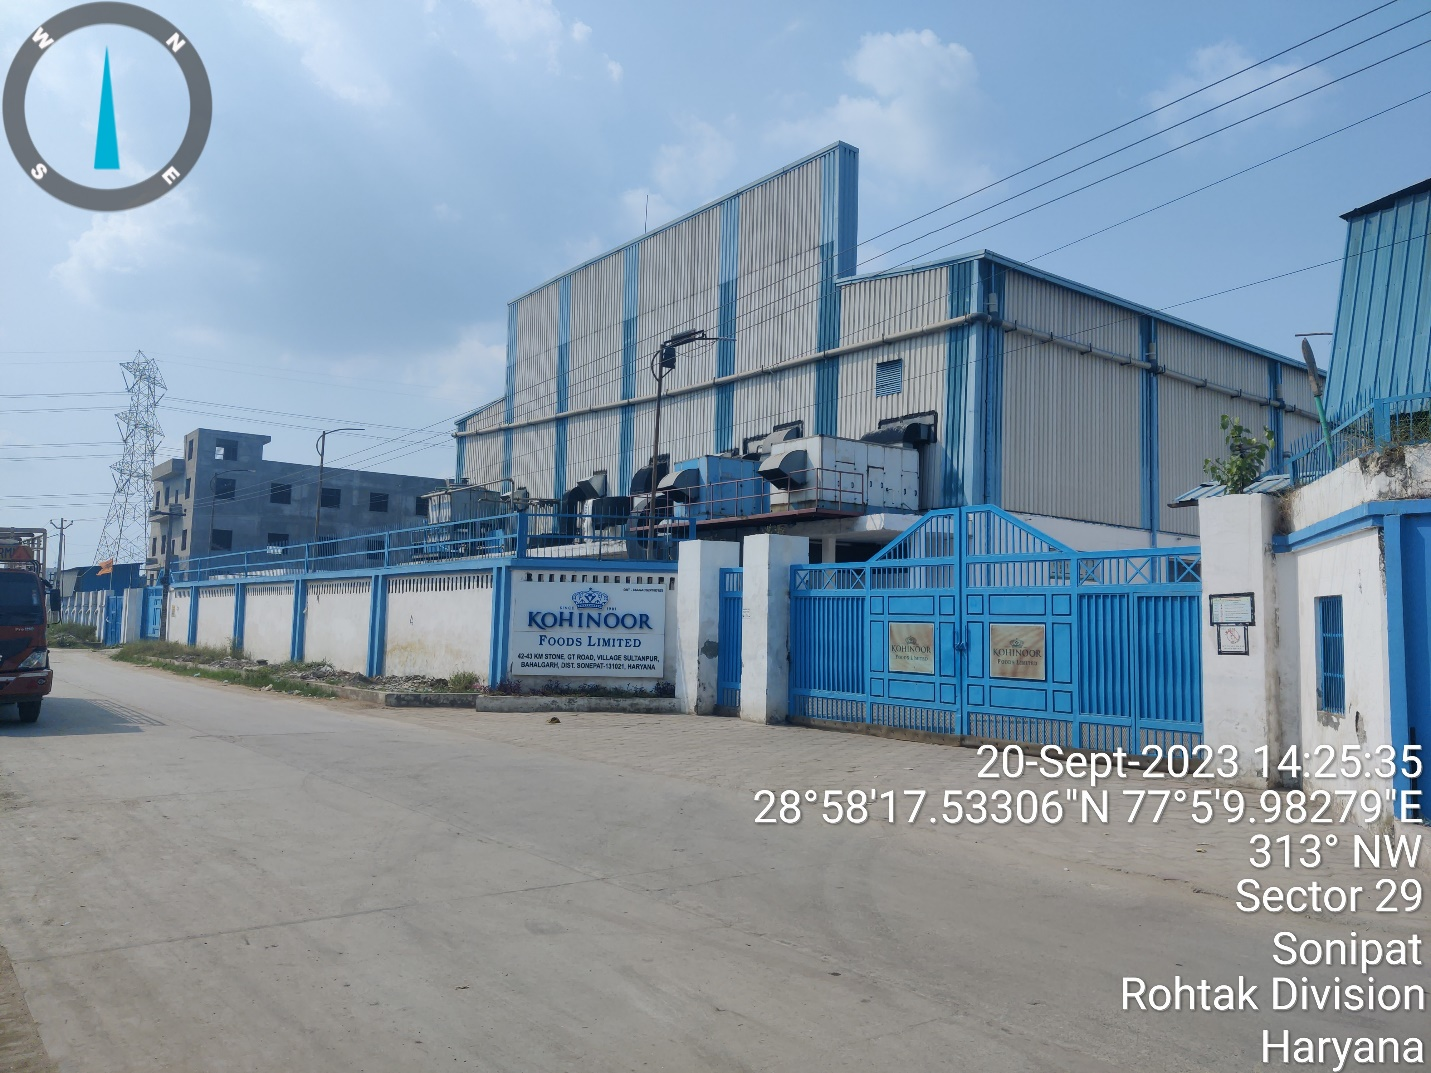 W
N
S
E
SINCE 1981
KOHINOOR
FOODS LIMITED
42-43 KM STONE, GT ROAD, VILLAGE SULTANPUR,
BAHALGARH, DIST. SONEPAT-131021, HARYANA
KOHINOOR
FOODS LIMITED
KOHINOOR
FOODS LIMITED
20-Sept-2023 14:25:35
28°58'17.53306"N 77°5'9.98279"E
313° NW
Sector 29
Sonipat
Rohtak Division
Haryana